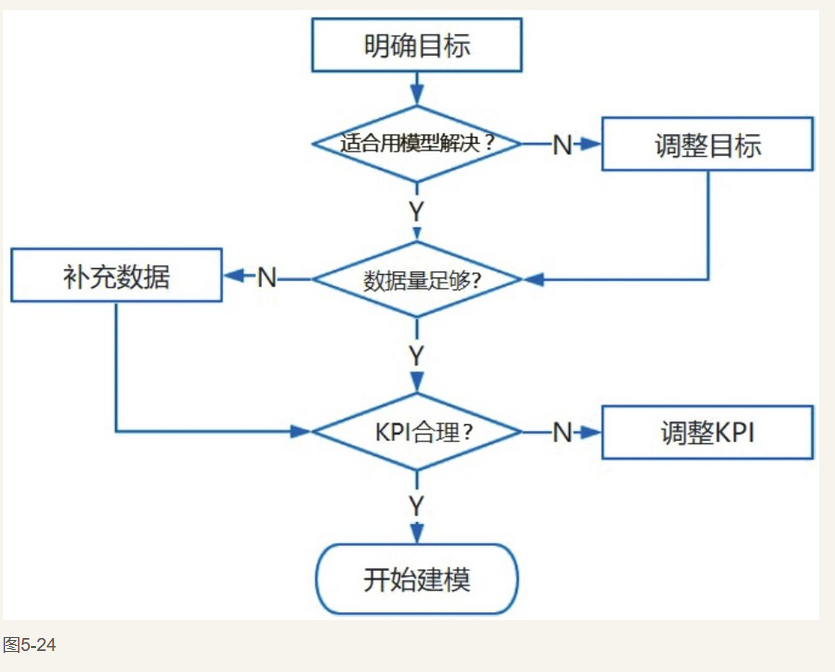 明确目标
适合用模型解决？
N
调整目标
Y
补充数据
N
数据量足够?
Y
KPI合理?
N
调整KPI
Y
开始建模
图5-24